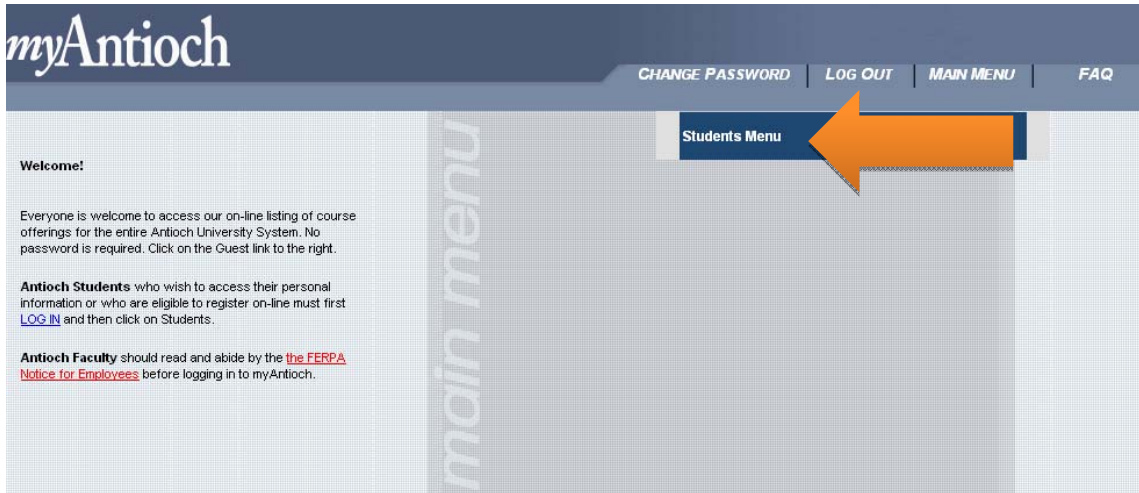 myAntioch
CHANGE PASSWORD LOG OUT MAIN MENU FAQ
Students Menu
main menu
Welcome!
Everyone is welcome to access our on-line listing of course
offerings for the entire Antioch University System. No
password is required. Click on the Guest link to the right.
Antioch Students who wish to access their personal
information or who are eligible to register on-line must first
LOG IN and then click on Students.
Antioch Faculty should read and abide by the the FERPA
Notice for Employees before logging in to myAntioch.